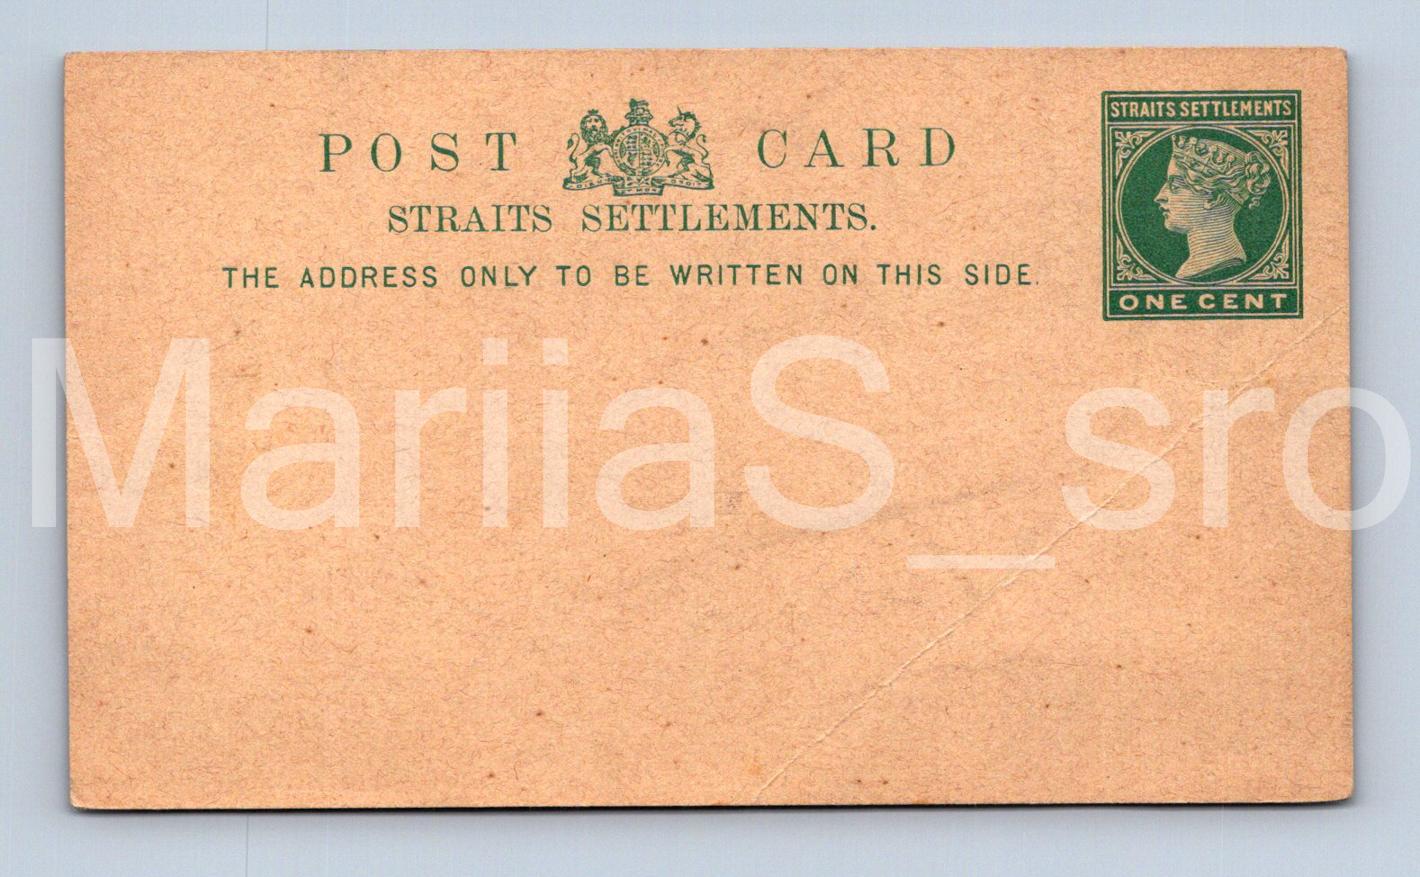 POST CARD
STRAITS SETTLEMENTS.
THE ADDRESS ONLY TO BE WRITTEN ON THIS SIDE.
STRAITS SETTLEMENTS
ONE CENT
MariiaS_sro